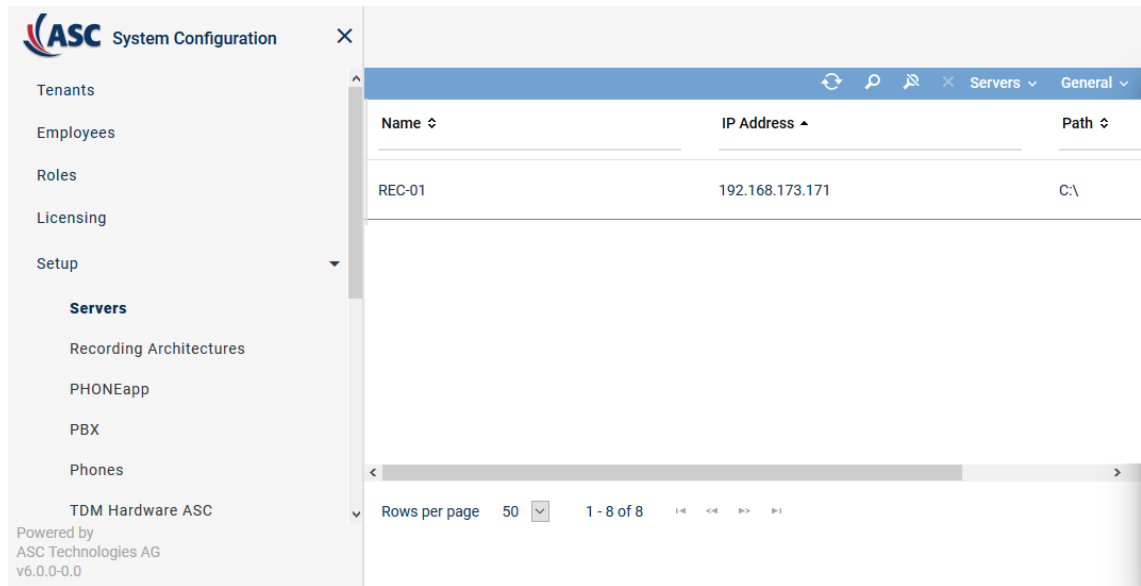 ASC System Configuration
Tenants
Employees
Roles
Licensing
Setup
Servers
Recording Architectures
PHONEapp
PBX
Phones
TDM Hardware ASC
Powered by
ASC Technologies AG
v6.0.0-0.0
Servers General
Name IP Address Path
REC-01 192.168.173.171 C:\
Rows per page 50 1 - 8 of 8